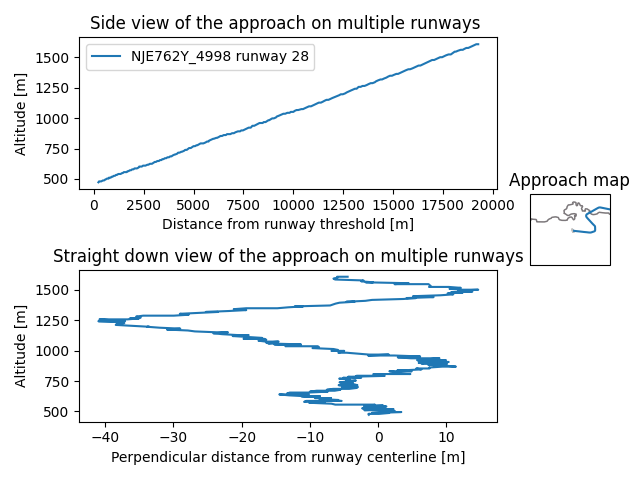 Side view of the approach on multiple runways
1500
1250
1000
750
500
Altitude [m]
NJE762Y_4998 runway 28
0 2500 5000 7500 10000 12500 15000 17500 20000
Distance from runway threshold [m]
Approach map
Straight down view of the approach on multiple runways
1500
1250
1000
750
500
Altitude [m]
−40 −30 −20 −10 0 10
Perpendicular distance from runway centerline [m]